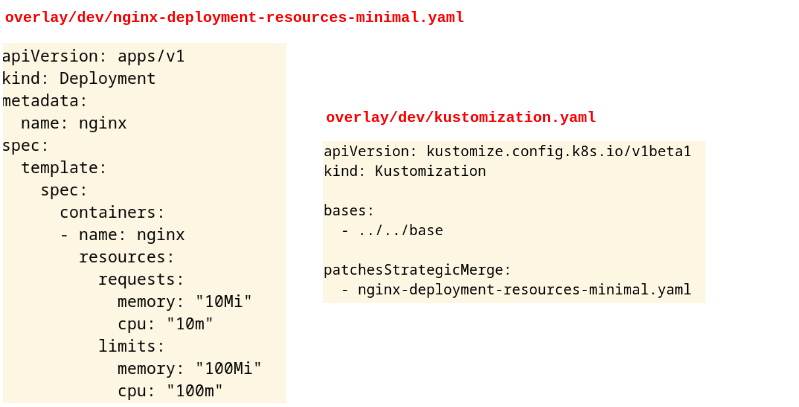 overlay/dev/nginx-deployment-resources-minimal.yaml
apiVersion: apps/v1
kind: Deployment
metadata:
  name: nginx
spec:
  template:
    spec:
      containers:
      - name: nginx
        resources:
          requests:
            memory: "10Mi"
            cpu: "10m"
          limits:
            memory: "100Mi"
            cpu: "100m"
overlay/dev/kustomization.yaml
apiVersion: kustomize.config.k8s.io/v1beta1
kind: Kustomization

bases:
  - ../../base

patchesStrategicMerge:
  - nginx-deployment-resources-minimal.yaml